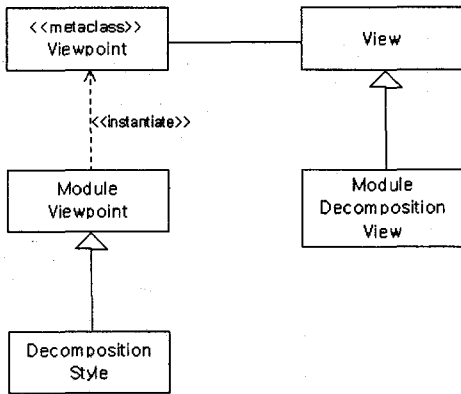 <<metaclass>>
Viewpoint
View
<<instantiate>>
Module
Viewpoint
Module
Decomposition
View
Decomposition
Style